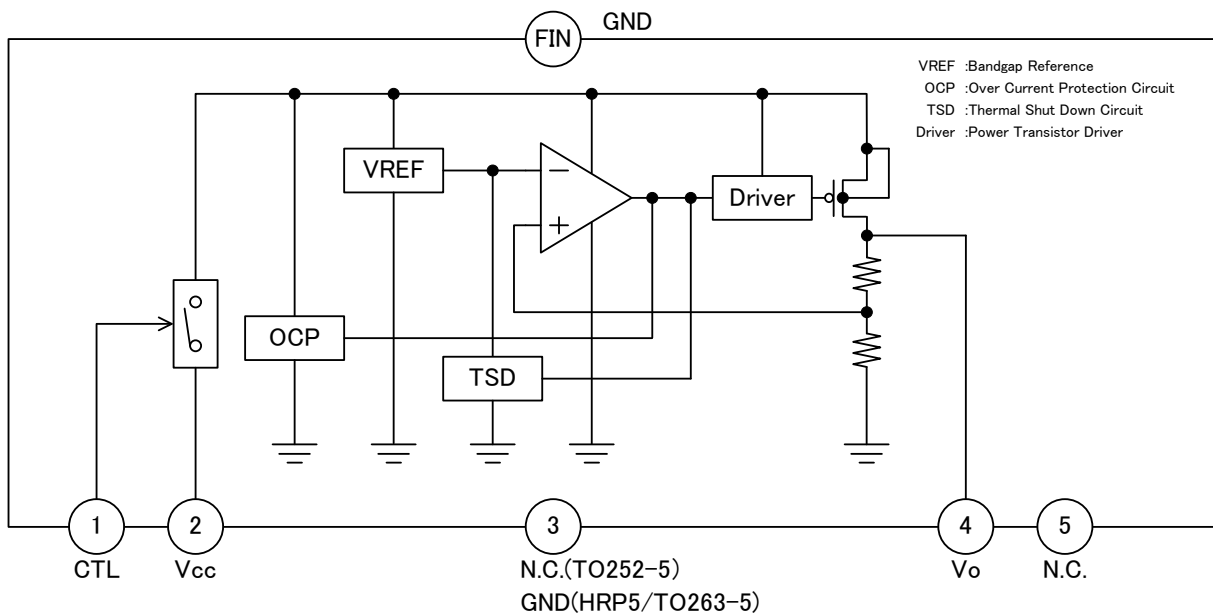 FIN
GND
VREF :Bandgap Reference
OCP :Over Current Protection Circuit
TSD :Thermal Shut Down Circuit
Driver :Power Transistor Driver
VREF
−
+
Driver
OCP
TSD
1
2
3
4
5
CTL
Vcc
N.C.(TO252-5)
GND(HRP5/TO263-5)
Vo
N.C.